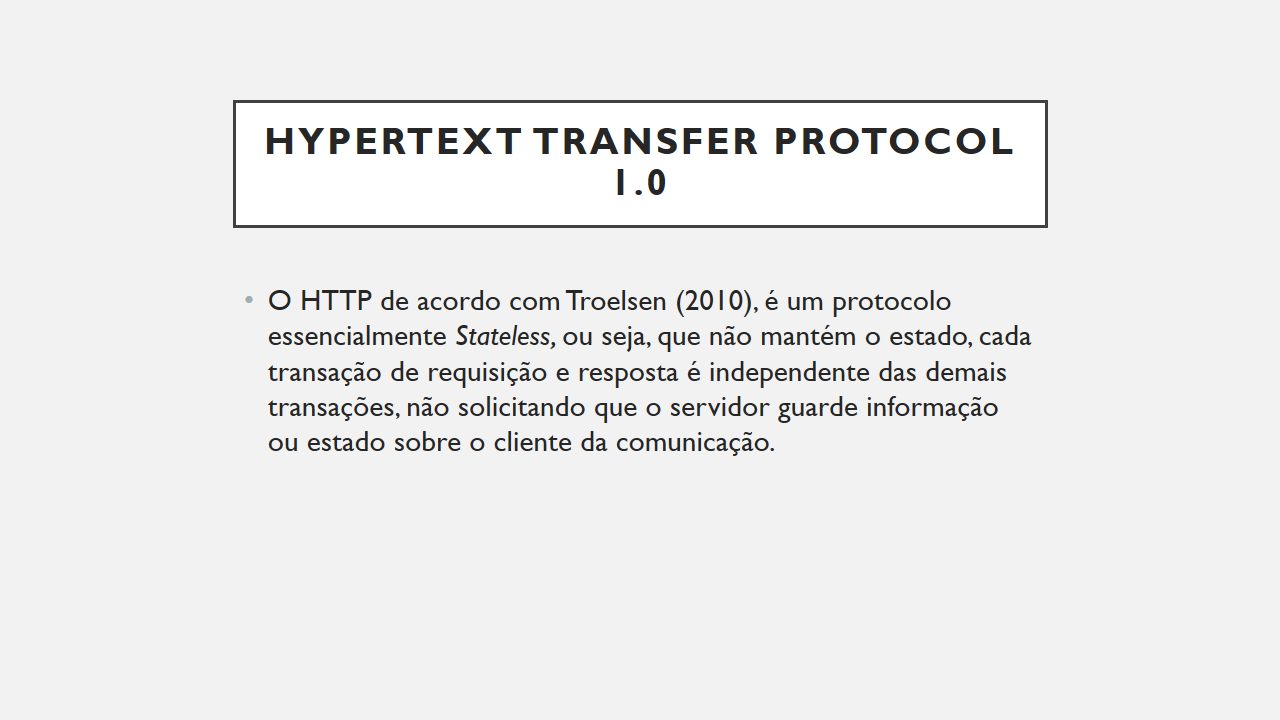 HYPERTEXT TRANSFER PROTOCOL
1.0
• O HTTP de acordo com Troelsen (2010), é um protocolo
essencialmente Stateless, ou seja, que não mantém o estado, cada
transação de requisição e resposta é independente das demais
transações, não solicitando que o servidor guarde informação
ou estado sobre o cliente da comunicação.